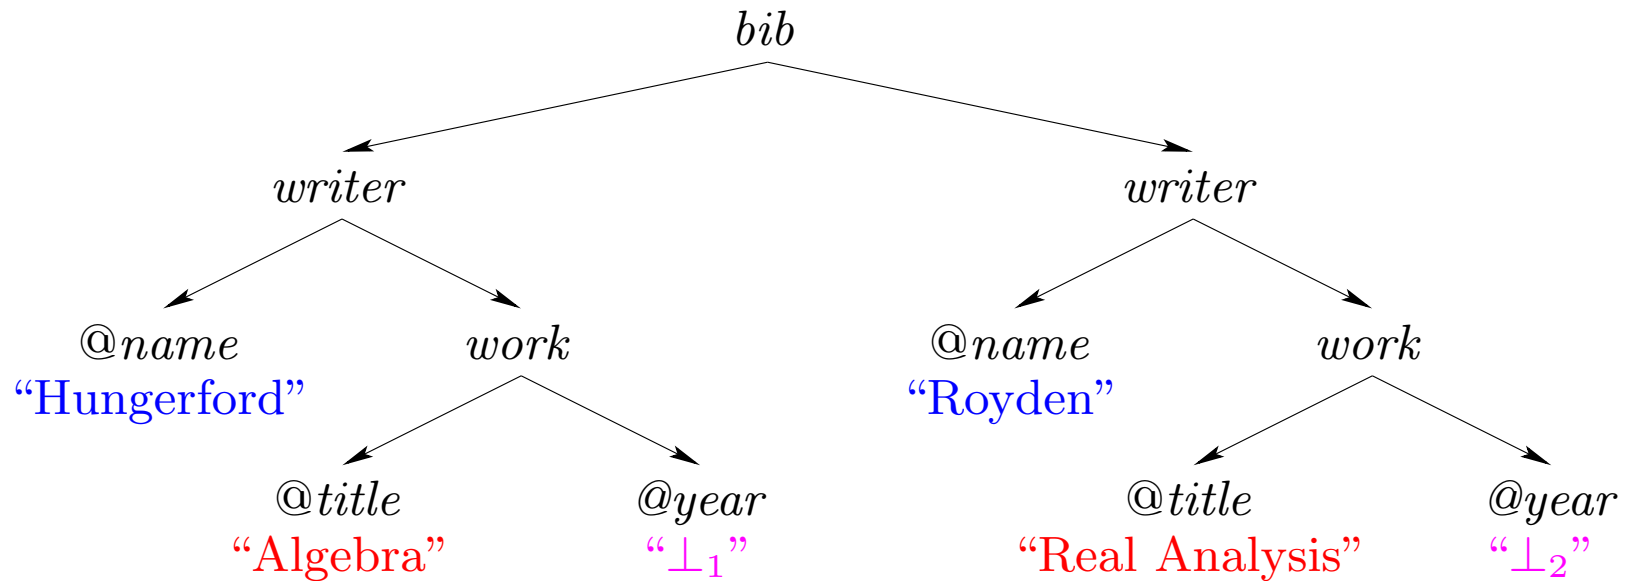 bib
writer writer
@name work @name work
“Hungerford” “Royden”
@title @year @title @year
“Algebra” “⊥₁” “Real Analysis” “⊥₂”